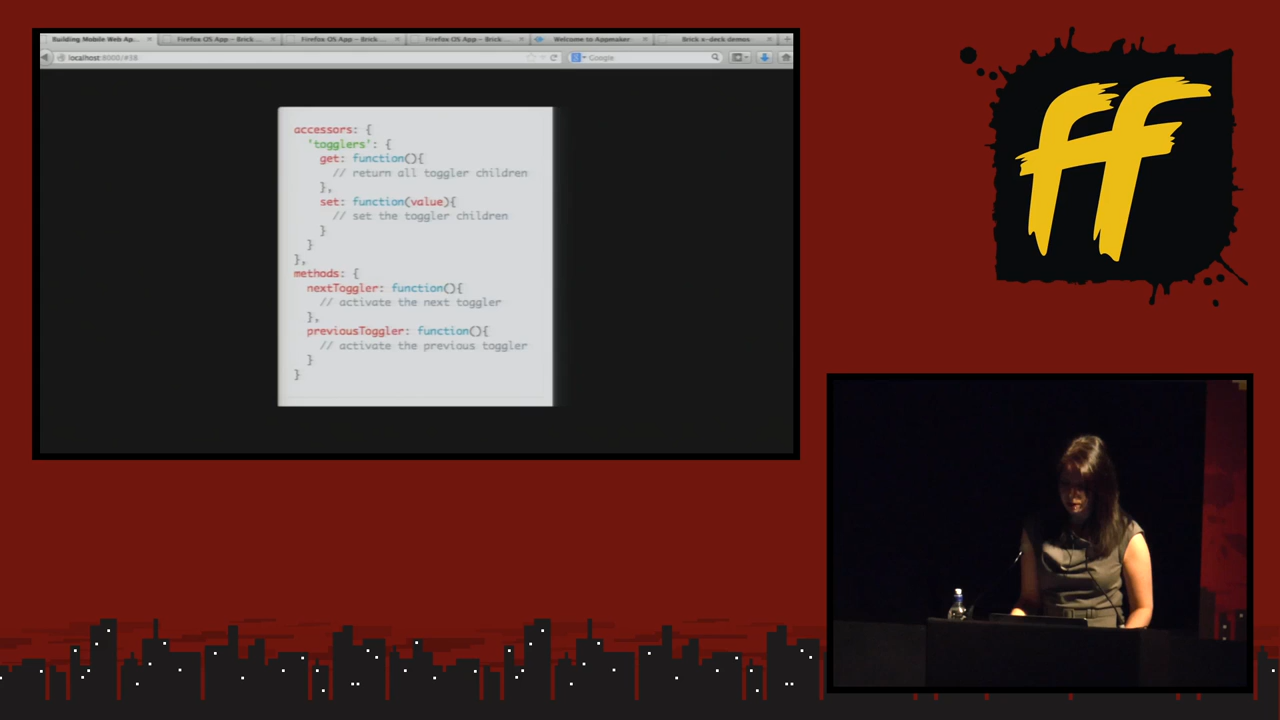 Building Mobile Web Ap...
Firefox OS App – Brick ...
Firefox OS App – Brick ...
Firefox OS App – Brick ...
Welcome to Appmaker
Brick x-deck demos
localhost:8000/#38
Google
accessors: {
'togglers': {
get: function(){
// return all toggler children
},
set: function(value){
// set the toggler children
}
}
},
methods: {
nextToggler: function(){
// activate the next toggler
},
previousToggler: function(){
// activate the previous toggler
}
}
ff